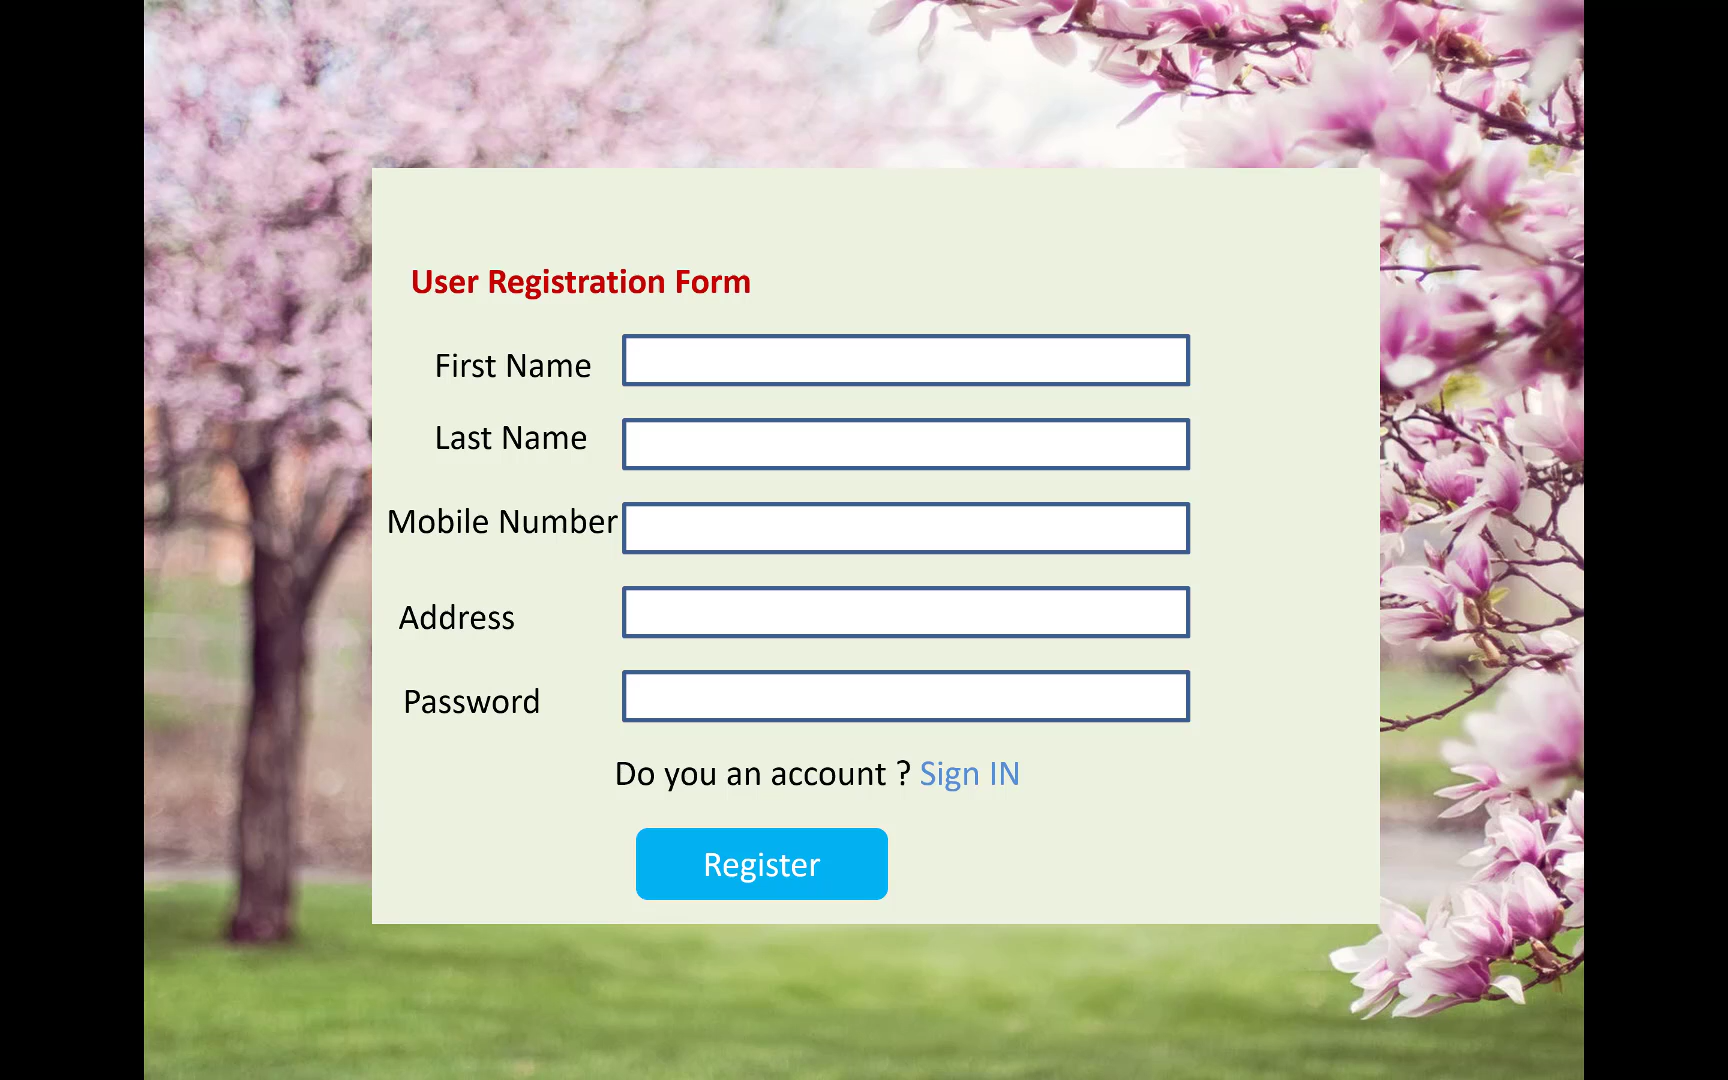 User Registration Form
First Name
Last Name
Mobile Number
Address
Password
Do you an account ? Sign IN
Register